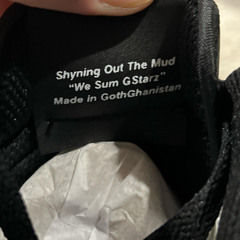 Shyning Out The Mud
"We Sum GStarz"
Made in GothGhanistan